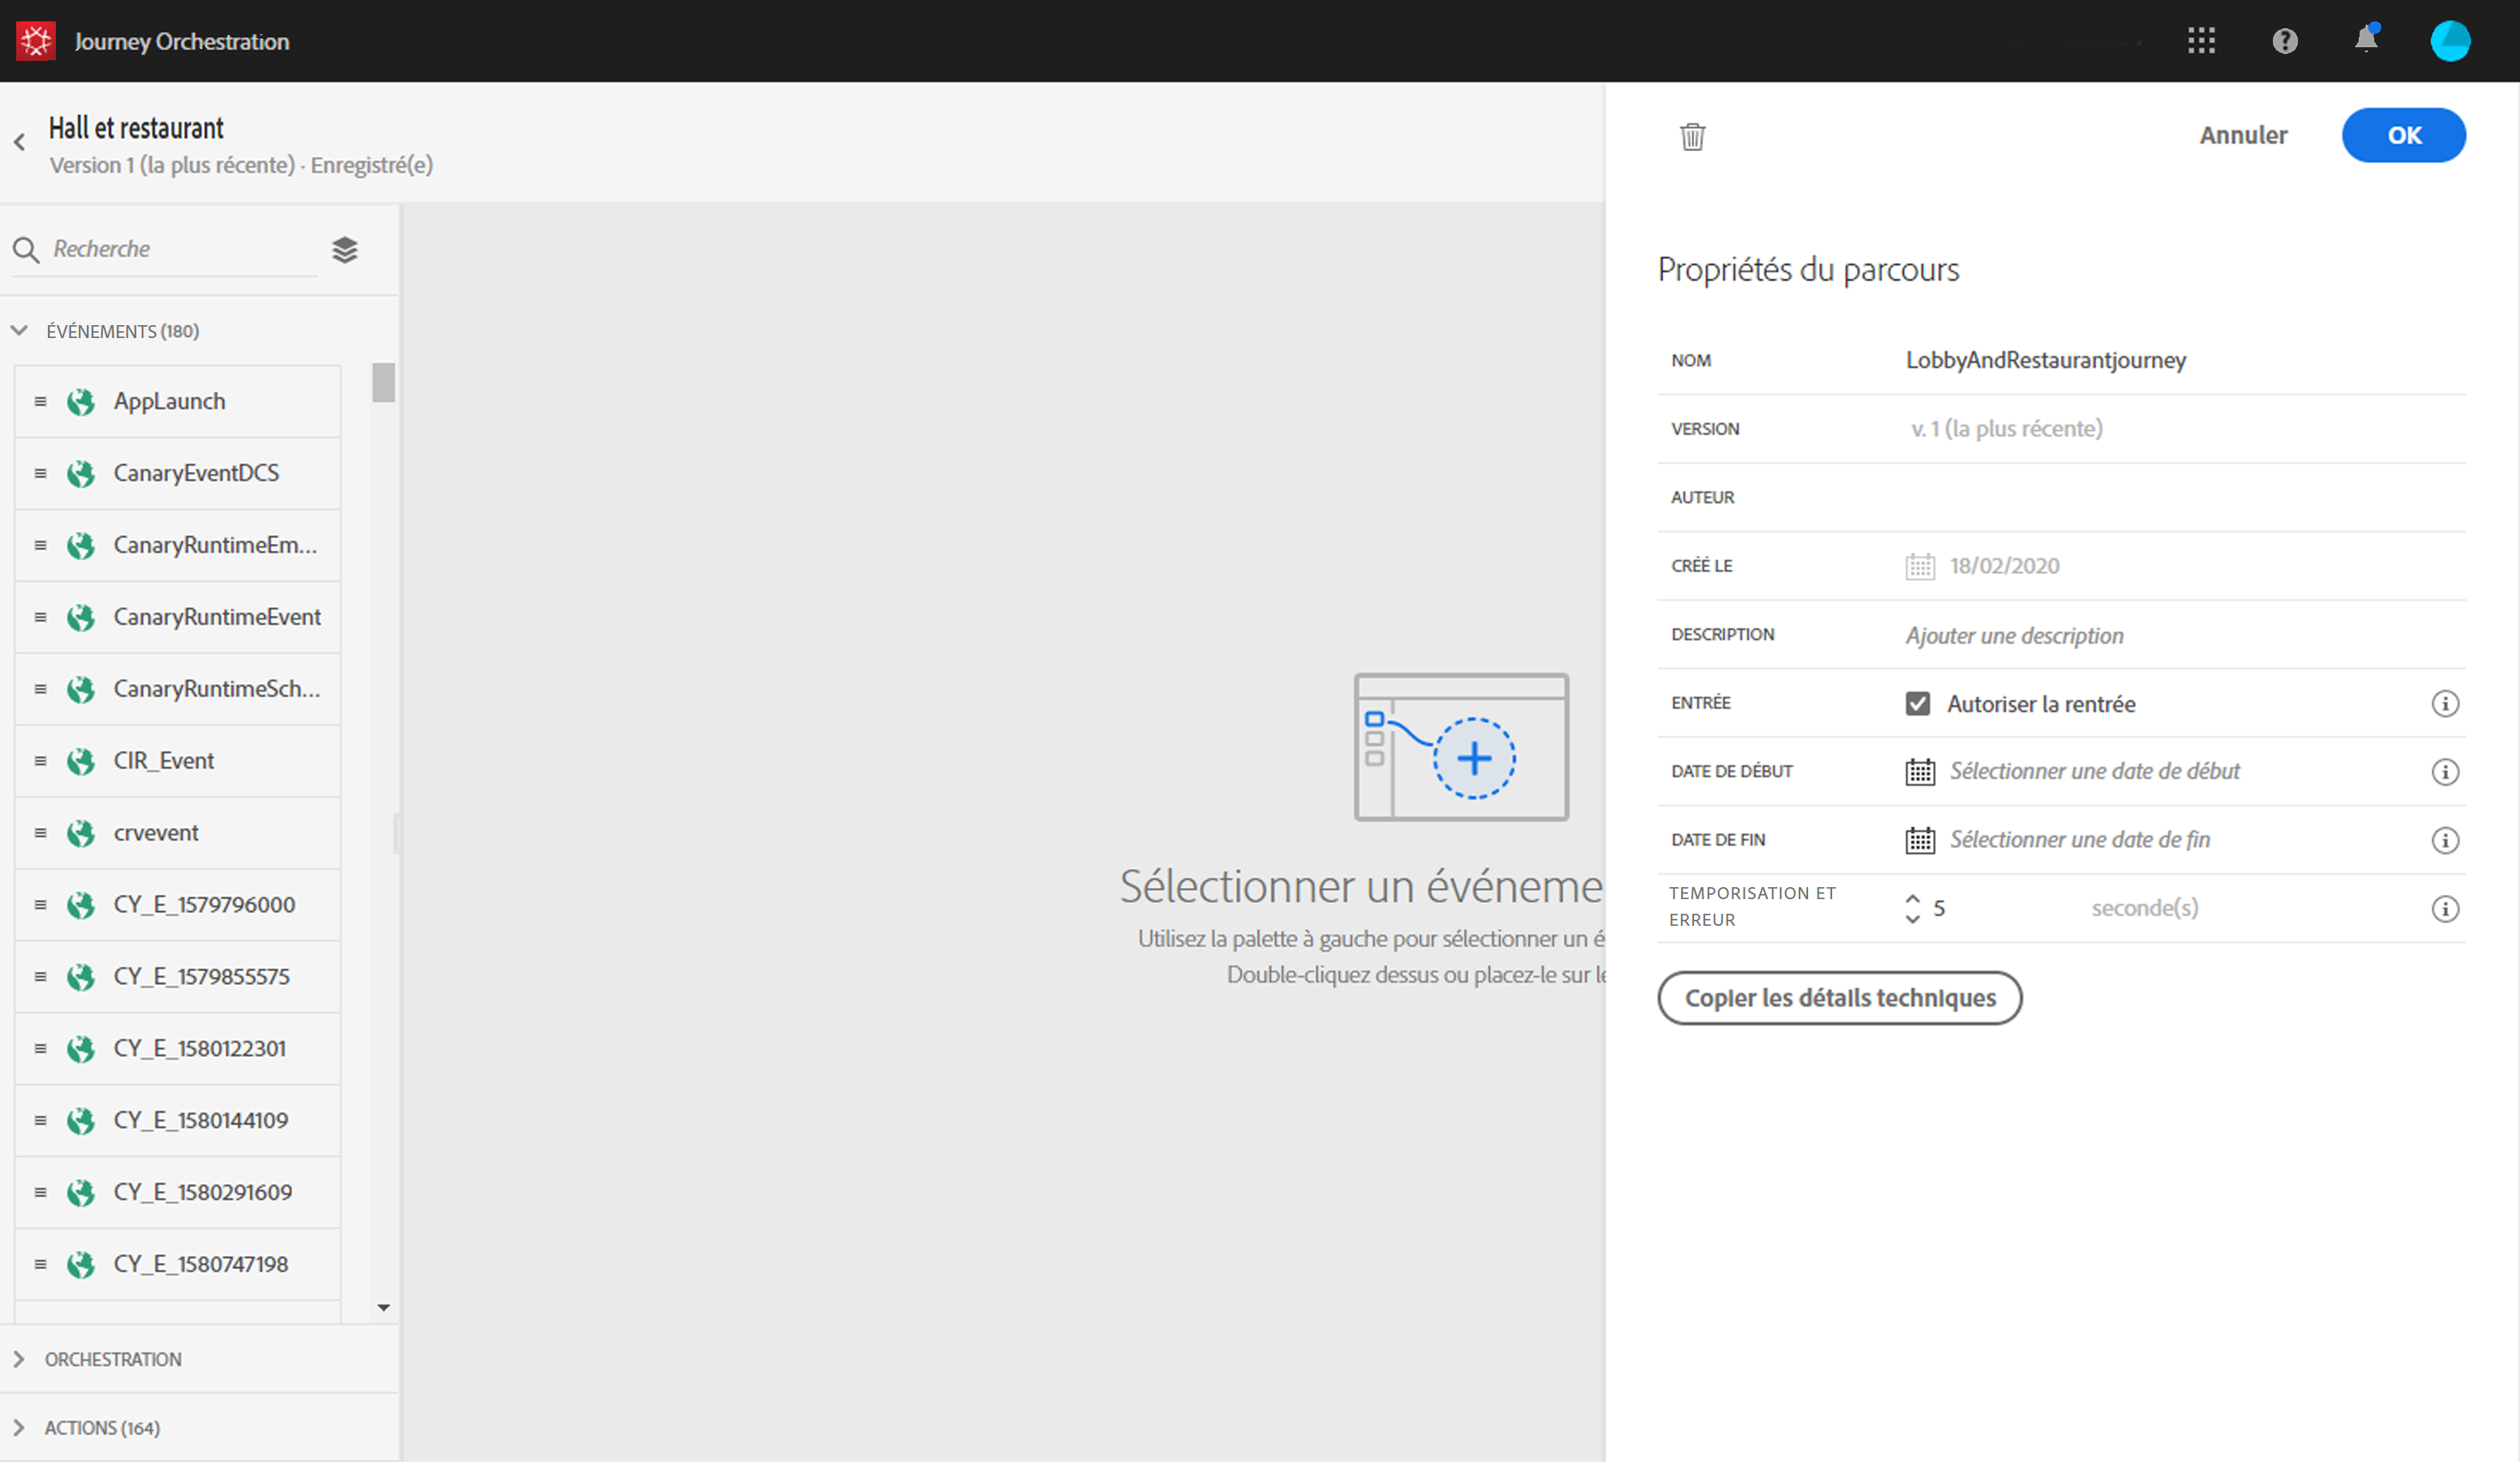 Journey Orchestration
Hall et restaurant
Version 1 (la plus récente) · Enregistré(e)
Recherche
ÉVÉNEMENTS (180)
AppLaunch
CanaryEventDCS
CanaryRuntimeEm...
CanaryRuntimeEvent
CanaryRuntimeSch...
CIR_Event
crvevent
CY_E_1579796000
CY_E_1579855575
CY_E_1580122301
CY_E_1580144109
CY_E_1580291609
CY_E_1580747198
ORCHESTRATION
ACTIONS (164)
Sélectionner un événeme
Utilisez la palette à gauche pour sélectionner un é
Double-cliquez dessus ou placez-le sur le
Annuler
OK
Propriétés du parcours
NOM LobbyAndRestaurantjourney
VERSION v. 1 (la plus récente)
AUTEUR
CRÉÉ LE 18/02/2020
DESCRIPTION Ajouter une description
ENTRÉE Autoriser la rentrée
DATE DE DÉBUT Sélectionner une date de début
DATE DE FIN Sélectionner une date de fin
TEMPORISATION ET
ERREUR 5 seconde(s)
Copier les détails techniques